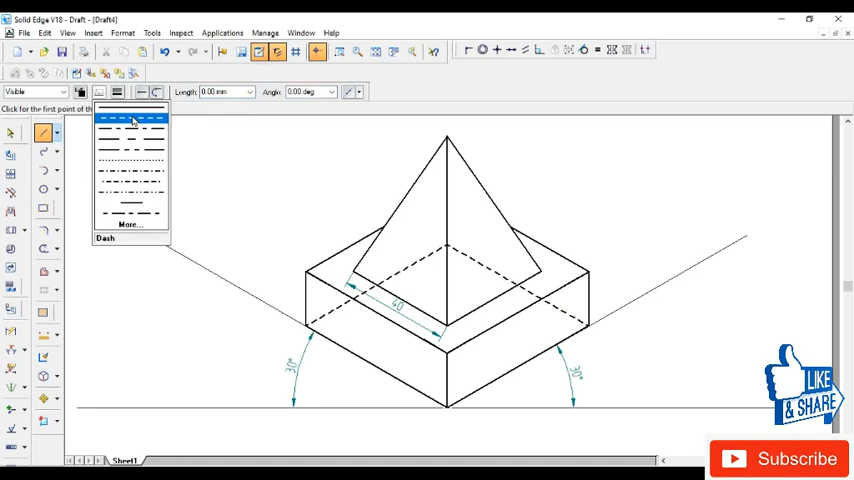 Solid Edge V18 - Draft - [Draft4]
File Edit View Insert Format Tools Inspect Applications Manage Window Help
Visible
Length: 0.00 mm
Angle: 0.00 deg
Click for the first point of the
More...
Dash
40
30°
30°
LIKE
& SHARE
Subscribe
Sheet1